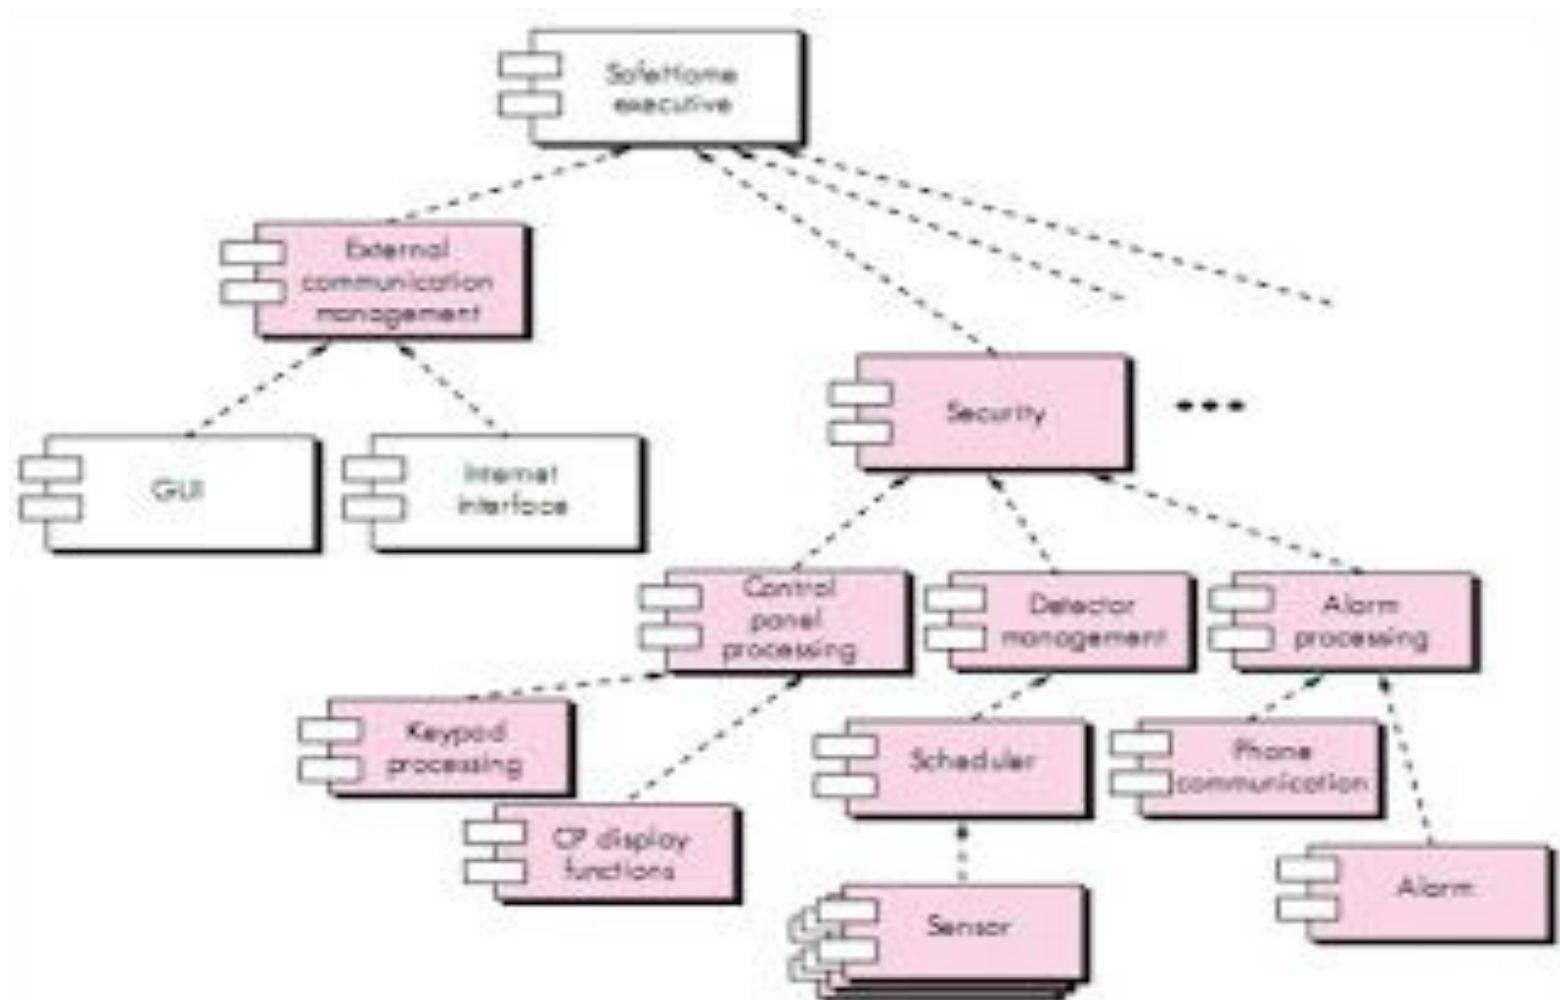 SafeHome
executive
External
communication
management
Security
GUI
Internet
interface
Control
panel
processing
Detector
management
Alarm
processing
Keypad
processing
Scheduler
Phone
communication
CP display
functions
Alarm
Sensor